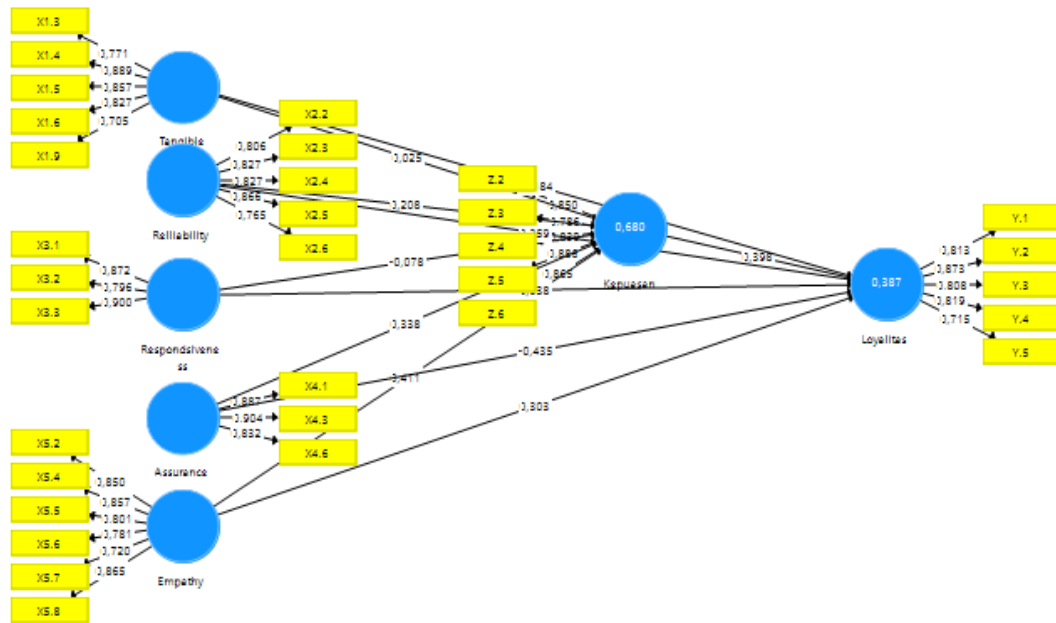 X1.3
X1.4
X1.5
X1.6
X1.9
0,771
0,889
0,857
0,827
0,705
Tangible
X2.2
X2.3
X2.4
X2.5
X2.6
0,806
0,827
0,827
0,866
0,765
Relliability
X3.1
X3.2
X3.3
0,872
0,796
0,900
Respondsivene
ss
X4.1
X4.3
X4.6
0,887
0,904
0,832
Assurance
X5.2
X5.4
X5.5
X5.6
X5.7
X5.8
0,850
0,857
0,801
0,781
0,720
0,865
Empathy
0,025
0,208
-0,078
0,338
0,411
-0,435
0,303
0,398
Z.2
Z.3
Z.4
Z.5
Z.6
0,850
0,786
0,865
0,680
Kepuasan
0,387
Loyalitas
0,813
0,873
0,808
0,819
0,715
Y.1
Y.2
Y.3
Y.4
Y.5